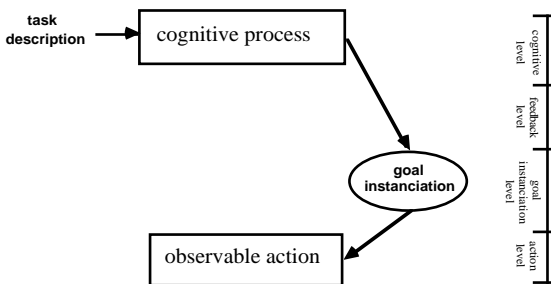 task
description
cognitive process
goal
instanciation
observable action
cognitive
level
feedback
level
goal
instanciation
level
action
level